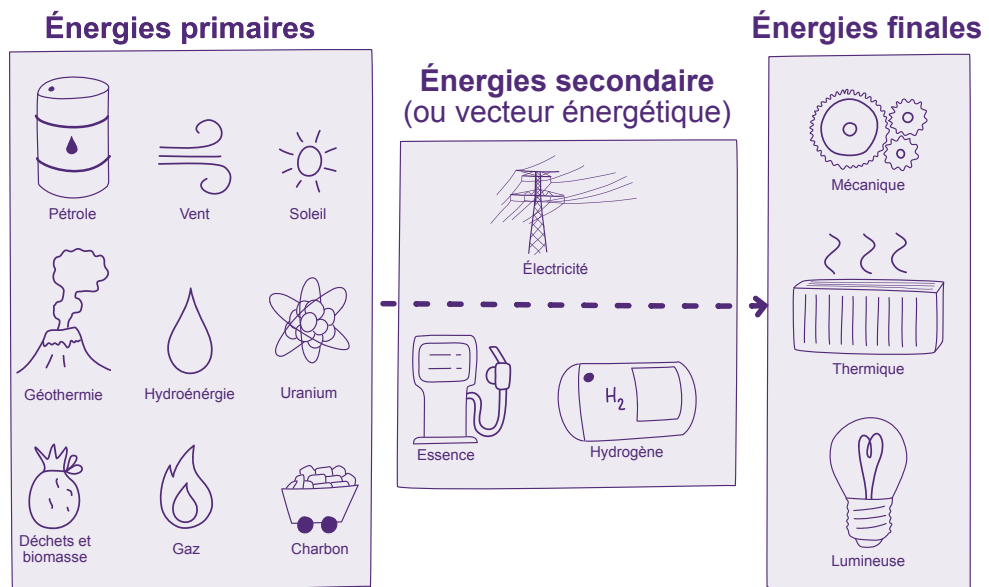 Énergies primaires
Pétrole
Vent
Soleil
Géothermie
Hydroénérgie
Uranium
Déchets et
biomasse
Gaz
Charbon
Énergies secondaire
(ou vecteur énergétique)
Électricité
Essence
H2
Hydrogène
Énergies finales
Mécanique
Thermique
Lumineuse